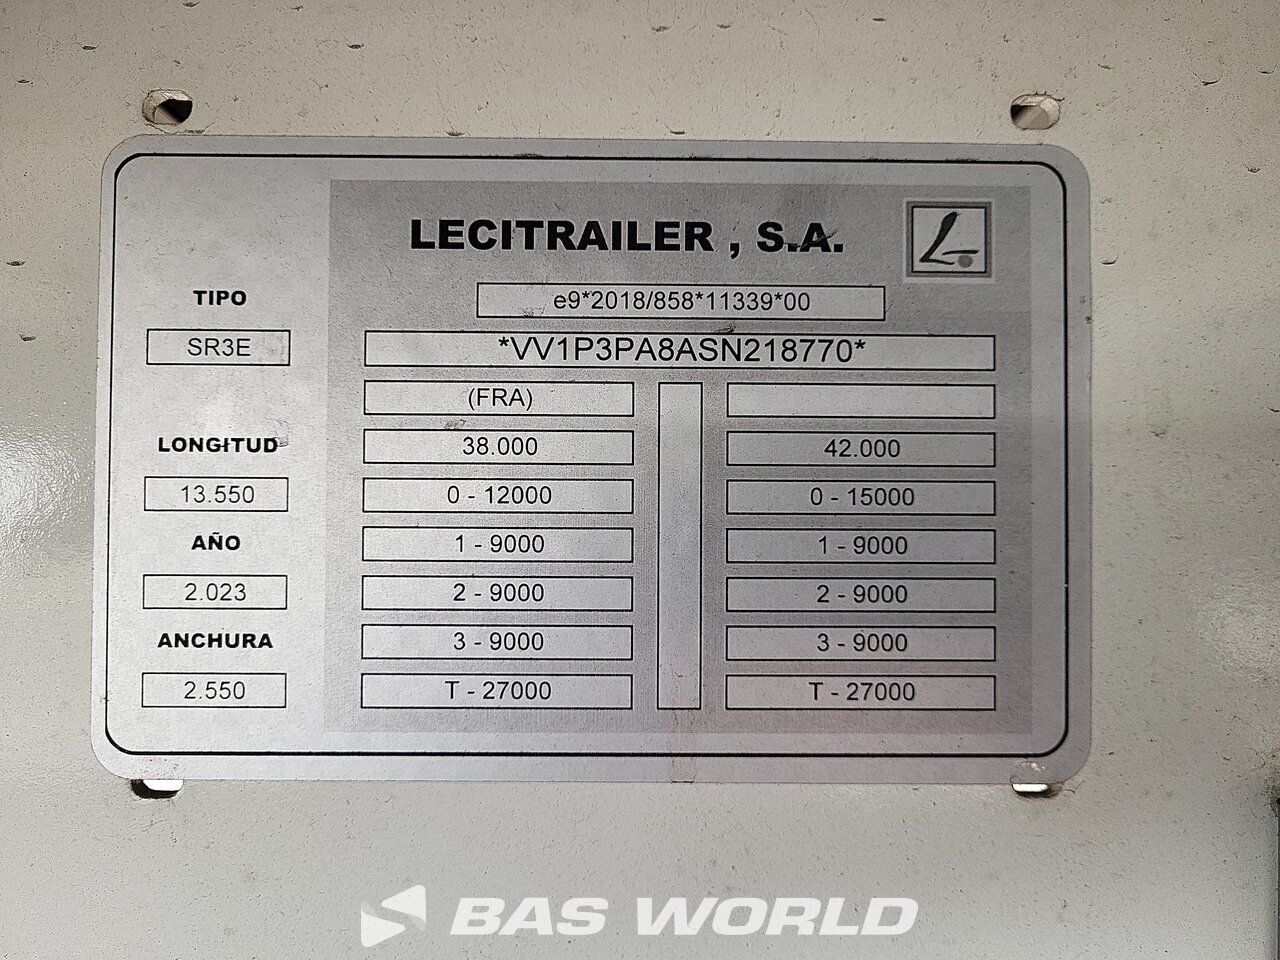 LECITRAILER , S.A.
TIPO
e9*2018/858*11339*00
SR3E
*VV1P3PA8ASN218770*
(FRA)
LONGITUD
38.000
42.000
13.550
0 - 12000
0 - 15000
AÑO
1 - 9000
1 - 9000
2.023
2 - 9000
2 - 9000
ANCHURA
3 - 9000
3 - 9000
2.550
T - 27000
T - 27000
BAS WORLD